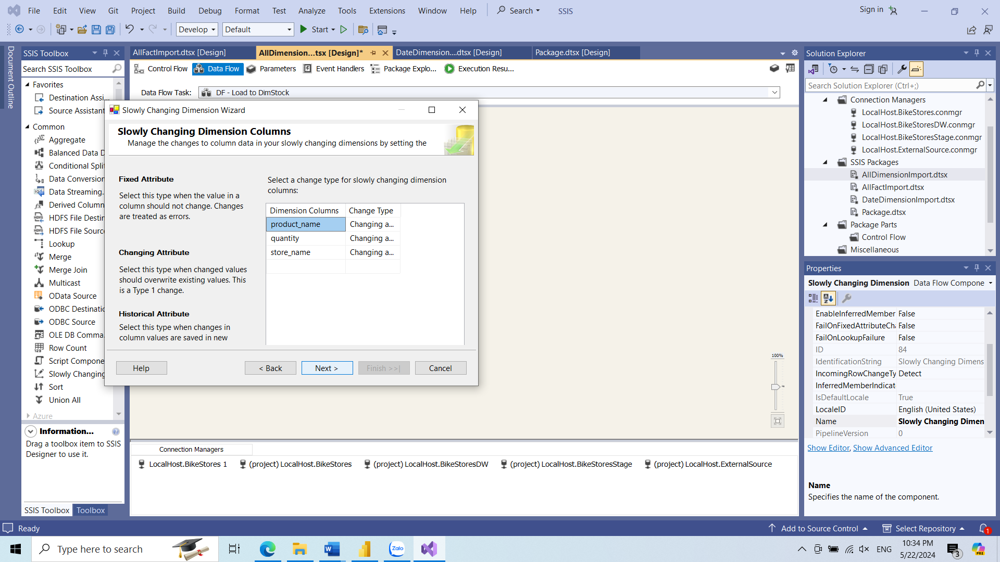 File Edit View Git Project Build Debug Format Test Analyze Tools Extensions Window Help Search SSIS Sign in
Develop Default Start
Document Outline
SSIS Toolbox
Search SSIS Toolbox
Favorites
Destination Assi...
Source Assistant
Common
Aggregate
Balanced Data D
Conditional Spli
Data Conversion
Data Streaming.
Derived Column
HDFS File Destin
HDFS File Source
Lookup
Merge
Merge Join
Multicast
OData Source
ODBC Destinatio
ODBC Source
OLE DB Comma
Row Count
Script Compone
Slowly Changing
Sort
Union All
Azure
Information...
Drag a toolbox item to SSIS
Designer to use it.
SSIS Toolbox Toolbox
AllFactImport.dtsx [Design] AllDimension...tsx [Design]* DateDimension....dtsx [Design] Package.dtsx [Design]
Control Flow Data Flow Parameters Event Handlers Package Explo... Execution Resu...
Data Flow Task: DF - Load to DimStock
Slowly Changing Dimension Wizard
Slowly Changing Dimension Columns
Manage the changes to column data in your slowly changing dimensions by setting the
Fixed Attribute
Select this type when the value in a
column should not change. Changes
are treated as errors.
Changing Attribute
Select this type when changed values
should overwrite existing values. This
is a Type 1 change.
Historical Attribute
Select this type when changes in
column values are saved in new
Select a change type for slowly changing dimension
columns:
Dimension Columns Change Type
product_name Changing a...
quantity Changing a...
store_name Changing a...
Help < Back Next > Finish >>| Cancel
100%
Connection Managers
LocalHost.BikeStores 1 (project) LocalHost.BikeStores (project) LocalHost.BikeStoresDW (project) LocalHost.BikeStoresStage (project) LocalHost.ExternalSource
Solution Explorer
Search Solution Explorer (Ctrl+;)
Connection Managers
LocalHost.BikeStores.conmgr
LocalHost.BikeStoresDW.conmgr
LocalHost.BikeStoresStage.conmgr
LocalHost.ExternalSource.conmgr
SSIS Packages
AllDimensionImport.dtsx
AllFactImport.dtsx
DateDimensionImport.dtsx
Package.dtsx
Package Parts
Control Flow
Miscellaneous
Properties
Slowly Changing Dimension Data Flow Compone
EnableInferredMember False
FailOnFixedAttributeCha False
FailOnLookupFailure False
ID 84
IdentificationString Slowly Changing Dimens
IncomingRowChangeTy Detect
InferredMemberIndicat
IsDefaultLocale True
LocaleID English (United States)
Name Slowly Changing Dimen
PipelineVersion 0
Show Editor, Show Advanced Editor
Name
Specifies the name of the component.
Ready Add to Source Control Select Repository 1
Type here to search Zalo ENG 10:34 PM
5/22/2024 3 PRE